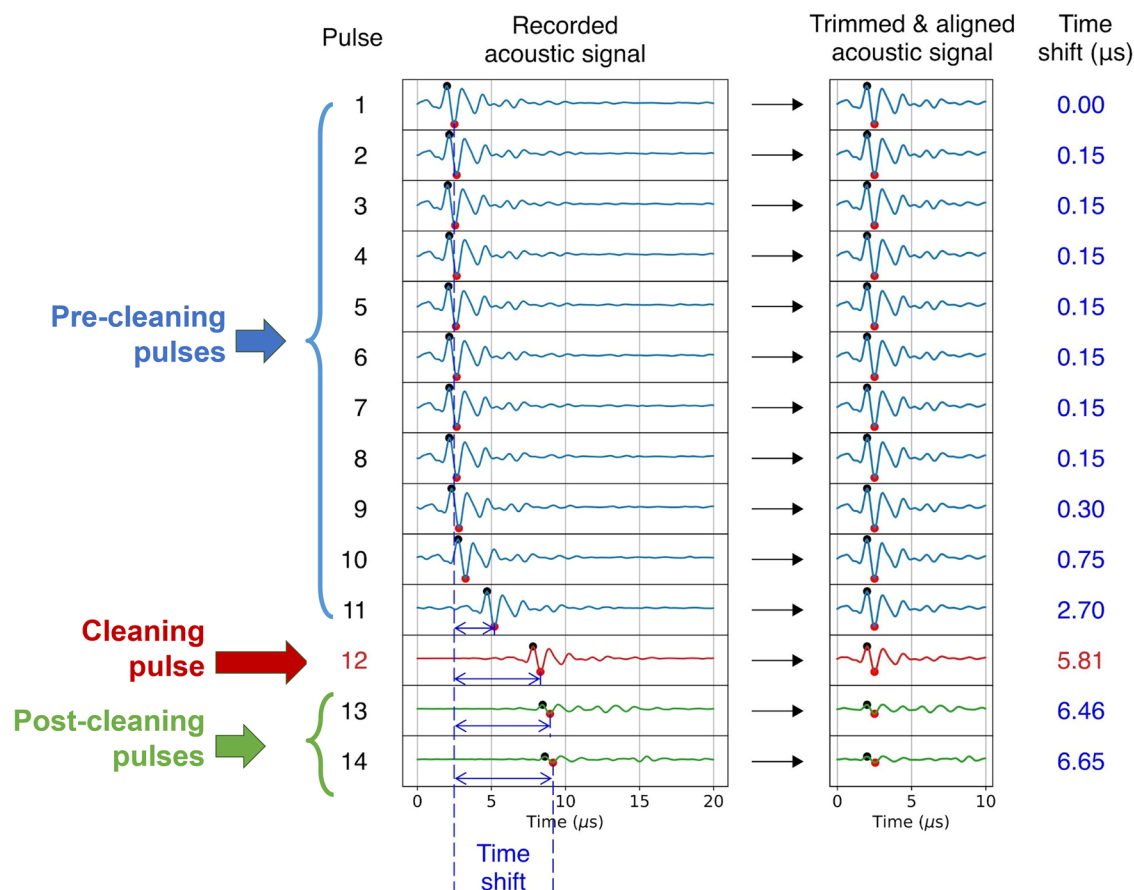 Pulse
Recorded
acoustic signal
Trimmed & aligned
acoustic signal
Time
shift (μs)
1
0.00
2
0.15
3
0.15
4
0.15
5
0.15
Pre-cleaning
pulses
6
0.15
7
0.15
8
0.15
9
0.30
10
0.75
11
2.70
Cleaning
pulse
12
5.81
Post-cleaning
pulses
13
6.46
14
6.65
0 5 10 15 20
Time (μs)
0 5 10
Time (μs)
Time
shift